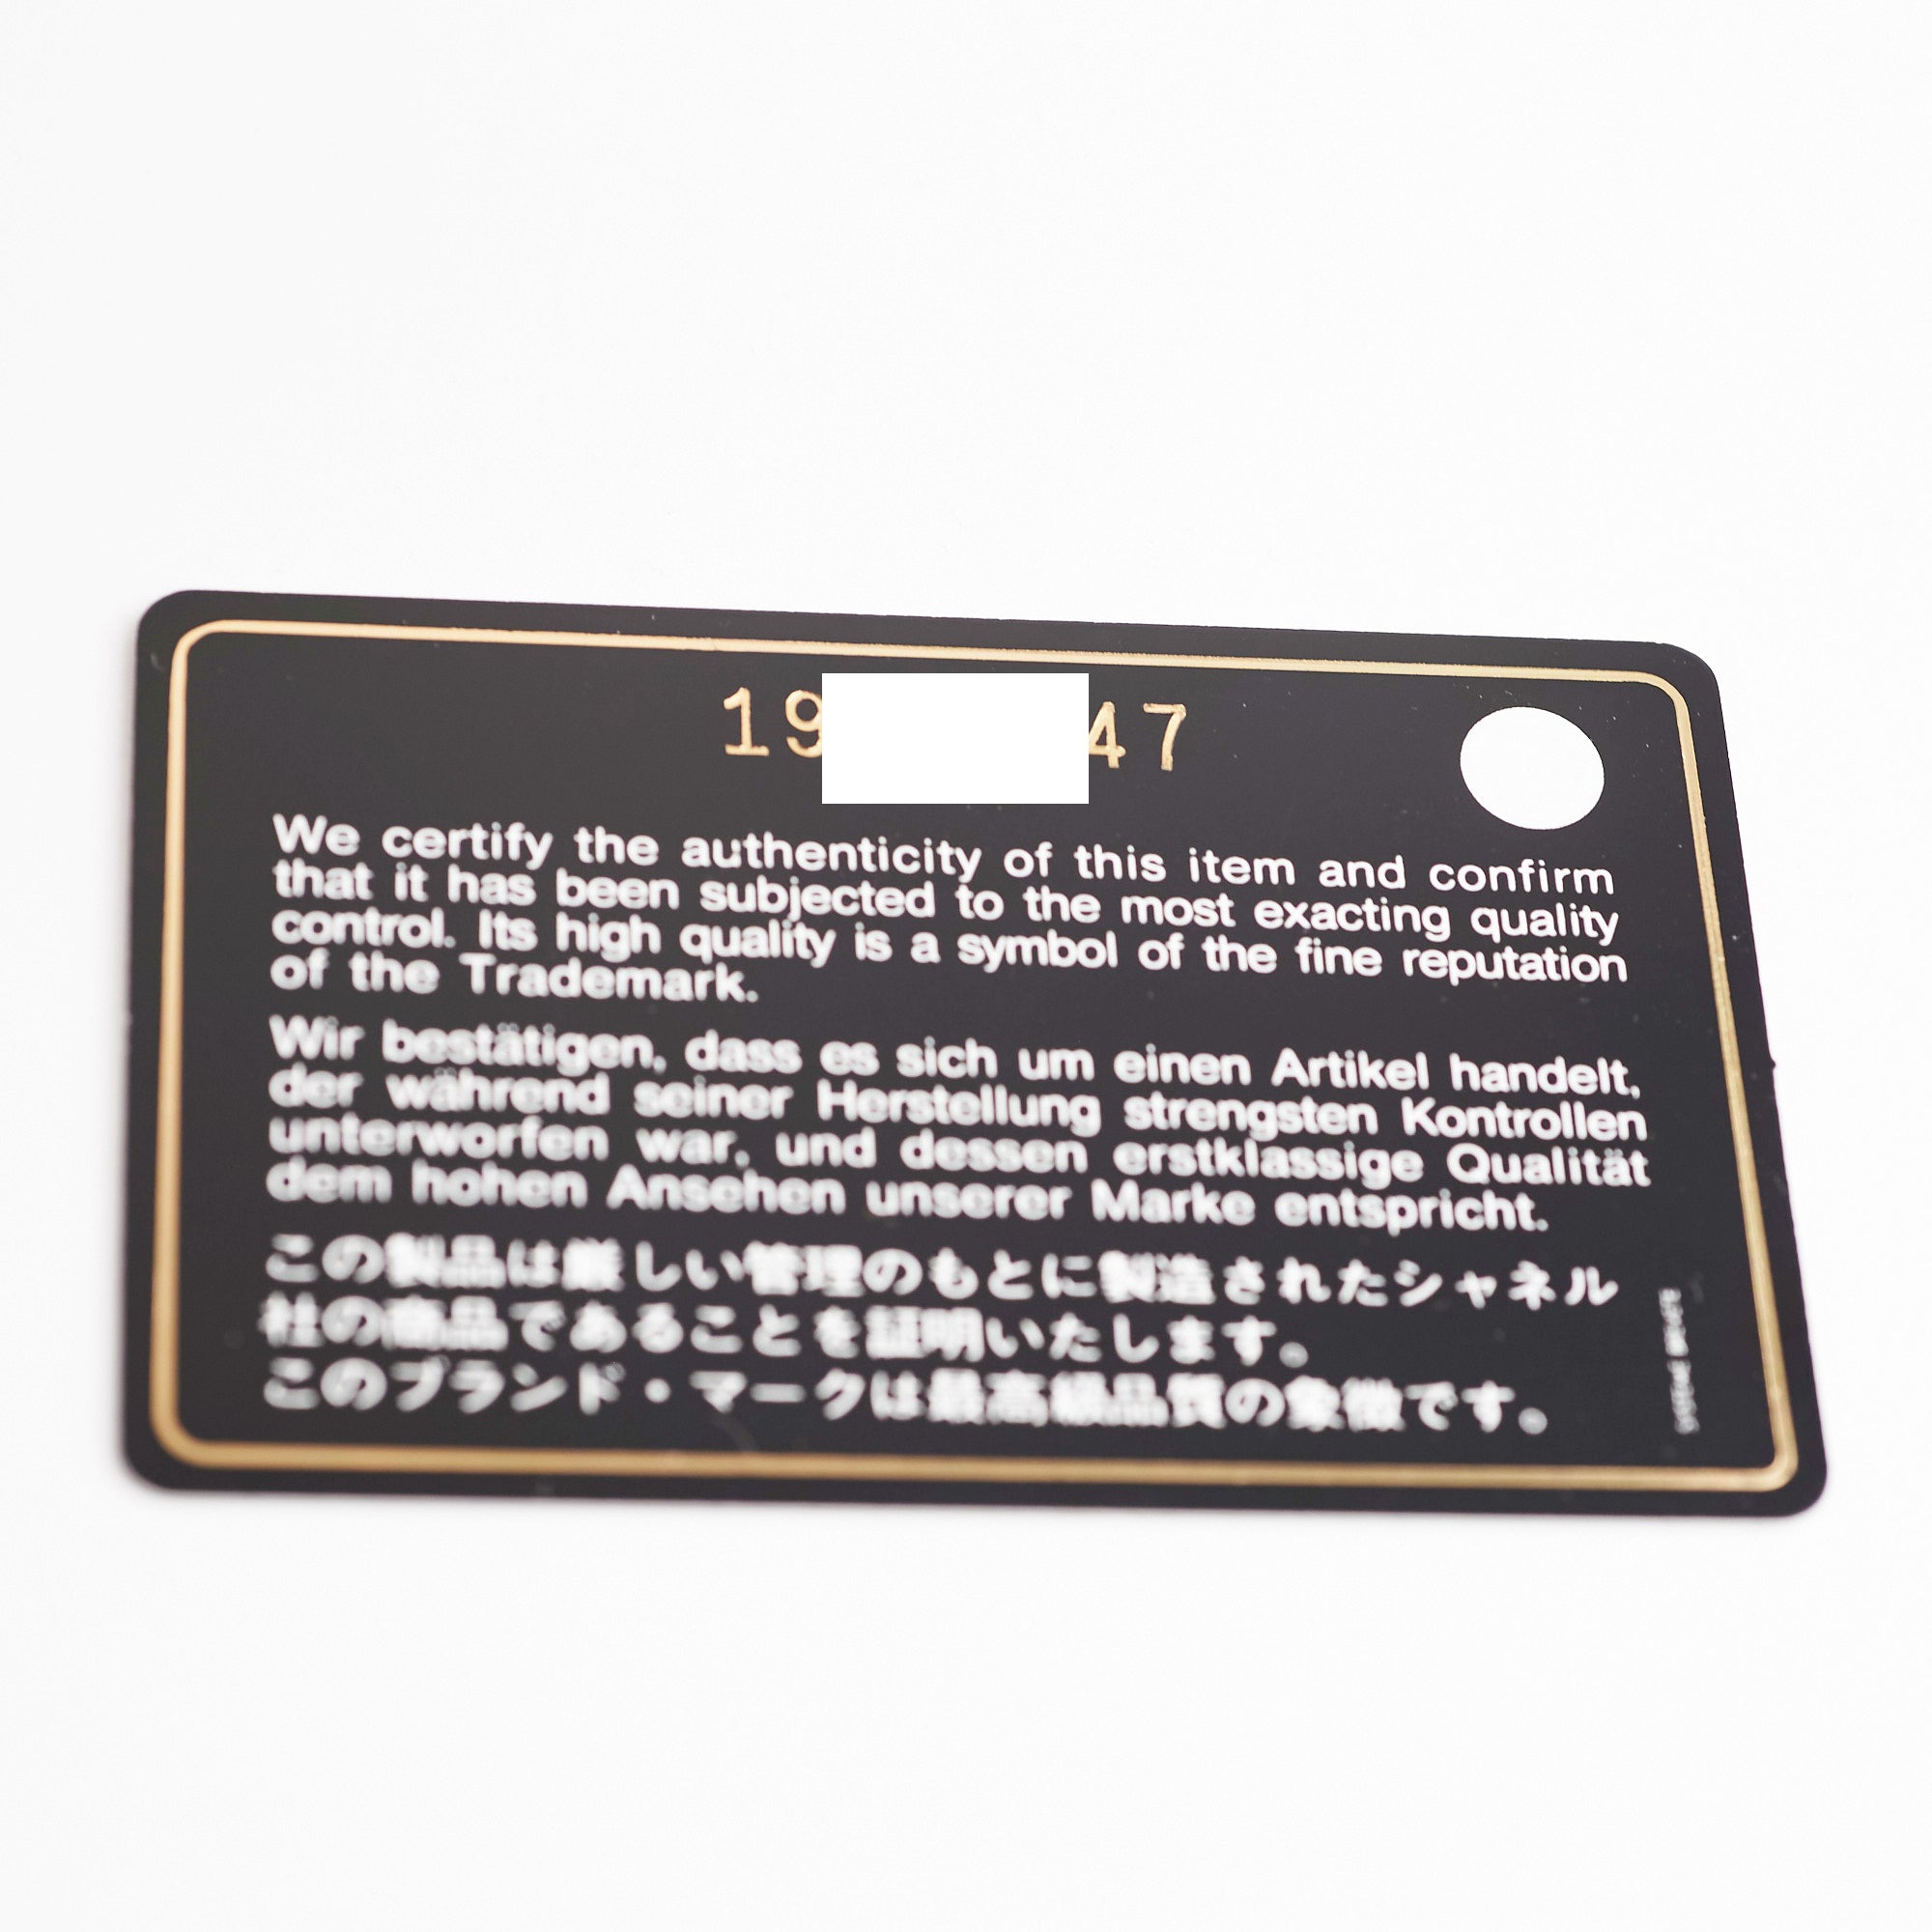 19 47
We certify the authenticity of this item and confirm
that it has been subjected to the most exacting quality
control. Its high quality is a symbol of the fine reputation
of the Trademark.
Wir bestätigen, dass es sich um einen Artikel handelt,
der während seiner Herstellung strengsten Kontrollen
unterworfen war, und dessen erstklassige Qualität
dem hohen Ansehen unserer Marke entspricht.
この製品は厳しい管理のもとに製造されたシャネル
社の商品であることを証明いたします。
このブランド・マークは最高級品質の象徴です。